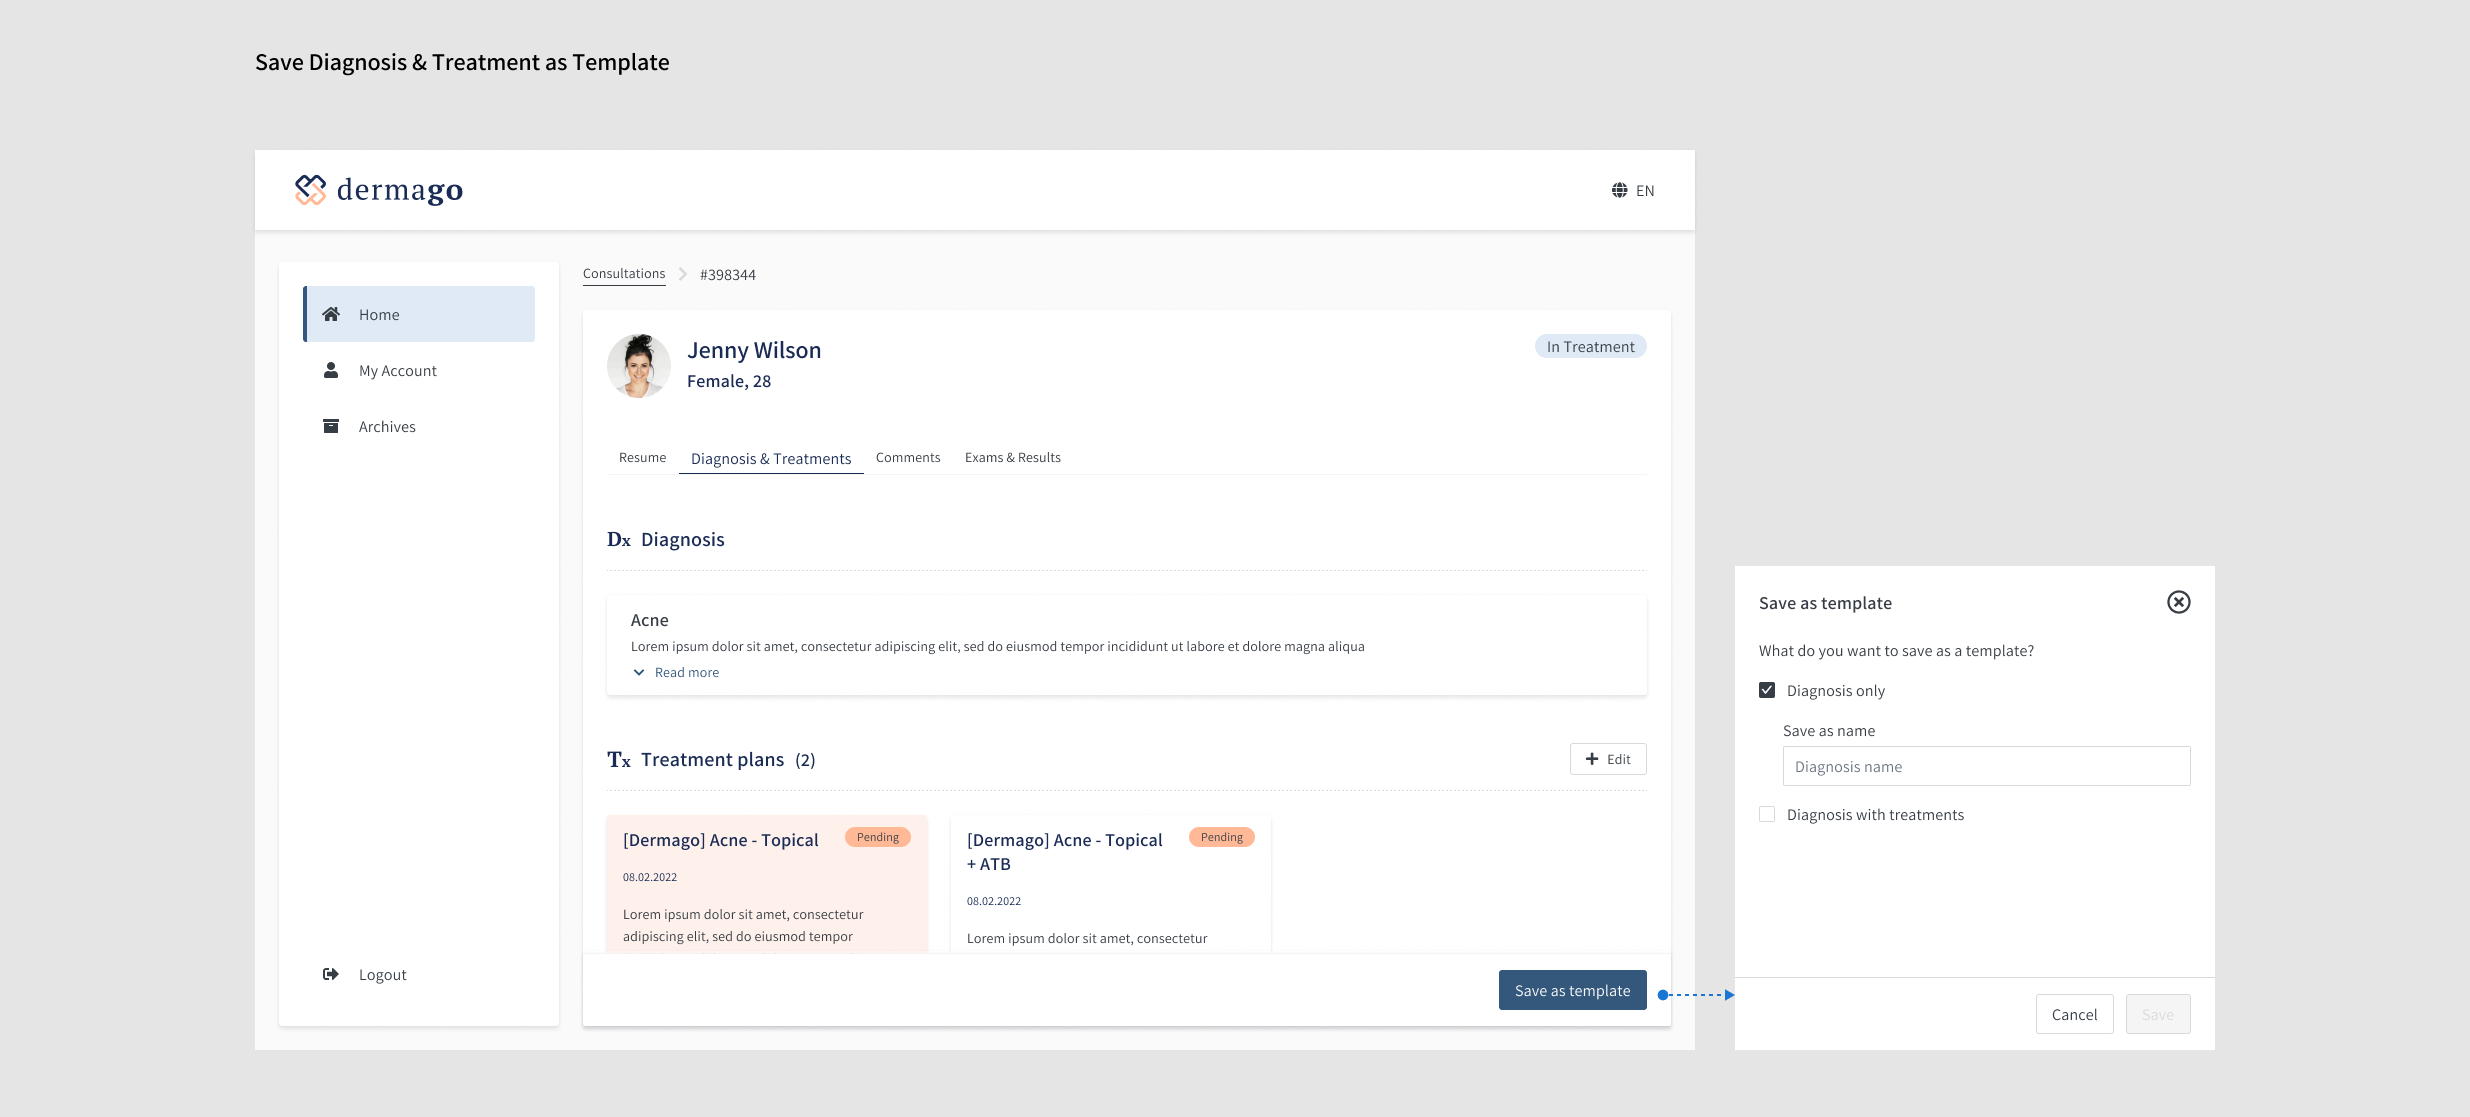 Save Diagnosis & Treatment as Template
dermago
EN
Home
My Account
Archives
Logout
Consultations
#398344
Jenny Wilson
Female, 28
In Treatment
Resume
Diagnosis & Treatments
Comments
Exams & Results
Dx Diagnosis
Acne
Lorem ipsum dolor sit amet, consectetur adipiscing elit, sed do eiusmod tempor incididunt ut labore et dolore magna aliqua
Read more
Tx Treatment plans (2)
Edit
[Dermago] Acne - Topical
Pending
08.02.2022
Lorem ipsum dolor sit amet, consectetur
adipiscing elit, sed do eiusmod tempor
[Dermago] Acne - Topical
+ ATB
Pending
08.02.2022
Lorem ipsum dolor sit amet, consectetur
Save as template
Save as template
What do you want to save as a template?
Diagnosis only
Save as name
Diagnosis name
Diagnosis with treatments
Cancel
Save